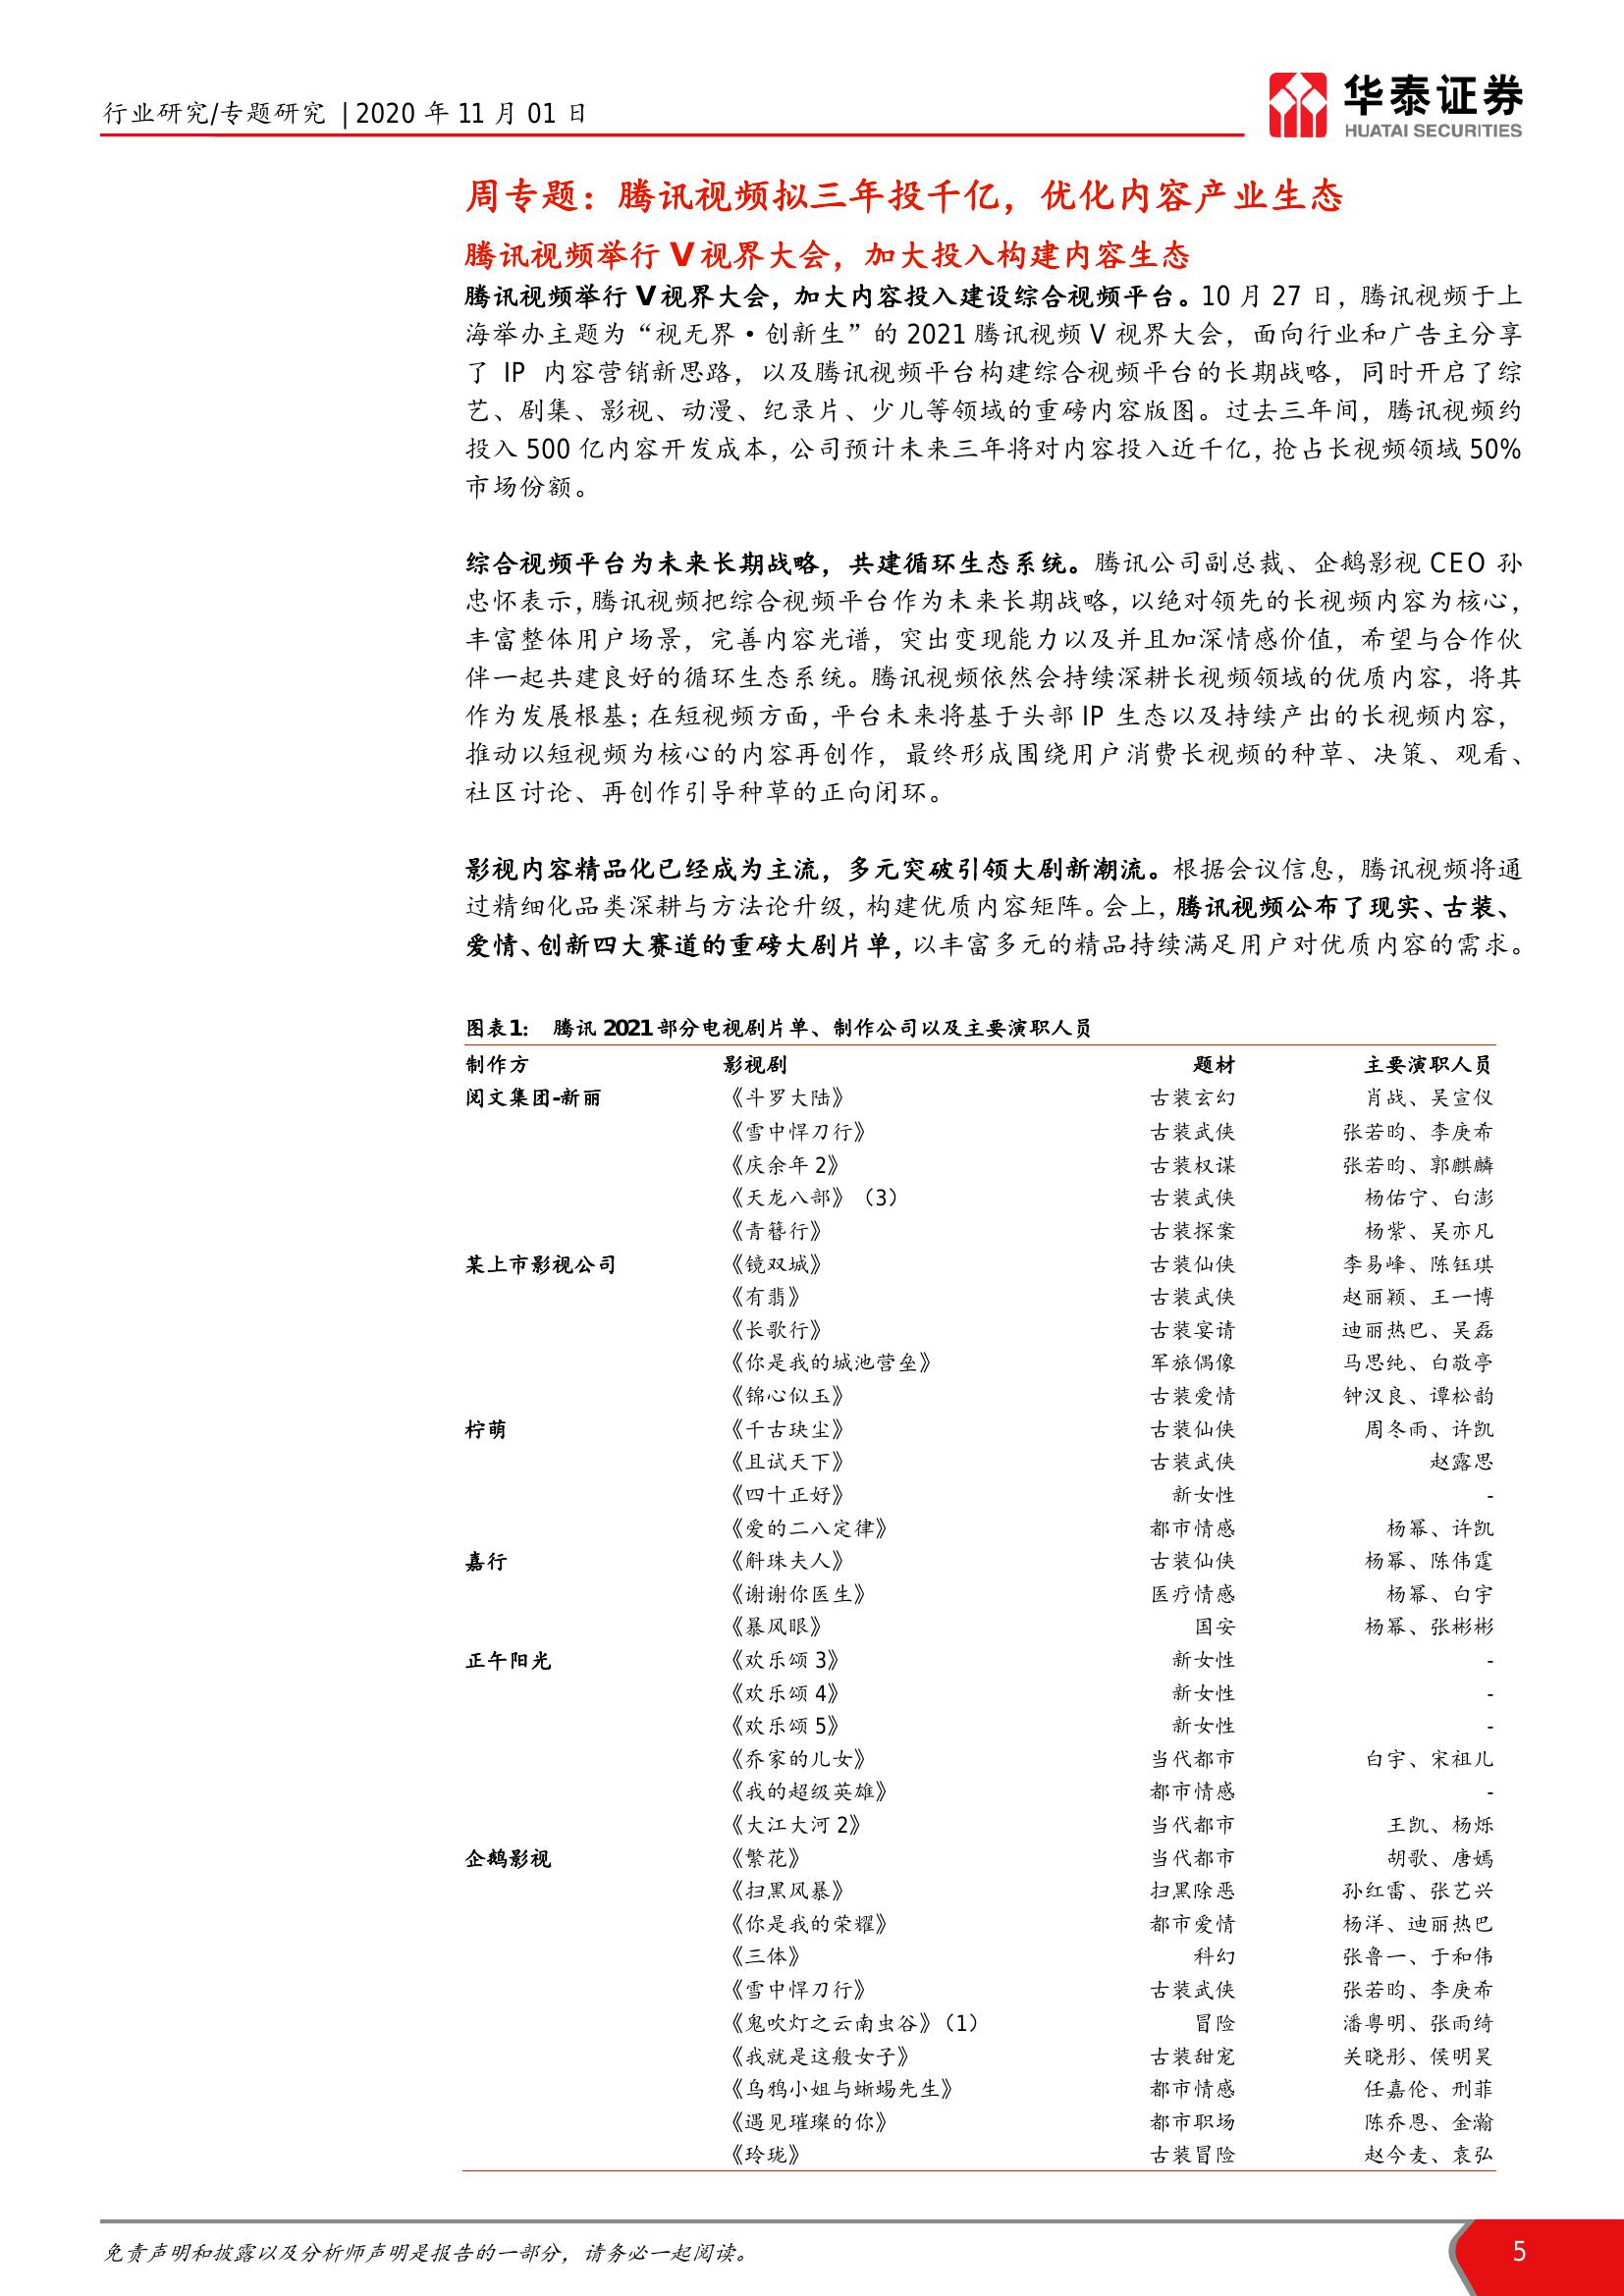 行业研究/专题研究 | 2020 年 11 月 01 日
华泰证券
HUATAI SECURITIES
周专题：腾讯视频拟三年投千亿，优化内容产业生态
腾讯视频举行 V 视界大会，加大投入构建内容生态
腾讯视频举行 V 视界大会，加大内容投入建设综合视频平台。10 月 27 日，腾讯视频于上
海举办主题为“视无界·创新生”的 2021 腾讯视频 V 视界大会，面向行业和广告主分享
了 IP 内容营销新思路，以及腾讯视频平台构建综合视频平台的长期战略，同时开启了综
艺、剧集、影视、动漫、纪录片、少儿等领域的重磅内容版图。过去三年间，腾讯视频约
投入 500 亿内容开发成本，公司预计未来三年将对内容投入近千亿，抢占长视频领域 50%
市场份额。
综合视频平台为未来长期战略，共建循环生态系统。腾讯公司副总裁、企鹅影视 CEO 孙
忠怀表示，腾讯视频把综合视频平台作为未来长期战略，以绝对领先的长视频内容为核心，
丰富整体用户场景，完善内容光谱，突出变现能力以及并且加深情感价值，希望与合作伙
伴一起共建良好的循环生态系统。腾讯视频依然会持续深耕长视频领域的优质内容，将其
作为发展根基；在短视频方面，平台未来将基于头部 IP 生态以及持续产出的长视频内容，
推动以短视频为核心的内容再创作，最终形成围绕用户消费长视频的种草、决策、观看、
社区讨论、再创作引导种草的正向闭环。
影视内容精品化已经成为主流，多元突破引领大剧新潮流。根据会议信息，腾讯视频将通
过精细化品类深耕与方法论升级，构建优质内容矩阵。会上，腾讯视频公布了现实、古装、
爱情、创新四大赛道的重磅大剧片单，以丰富多元的精品持续满足用户对优质内容的需求。
图表1： 腾讯 2021 部分电视剧片单、制作公司以及主要演职人员
制作方 影视剧 题材 主要演职人员
阅文集团-新丽 《斗罗大陆》 古装玄幻 肖战、吴宣仪
《雪中悍刀行》 古装武侠 张若昀、李庚希
《庆余年 2》 古装权谋 张若昀、郭麒麟
《天龙八部》（3） 古装武侠 杨佑宁、白澎
《青簪行》 古装探案 杨紫、吴亦凡
某上市影视公司 《镜双城》 古装仙侠 李易峰、陈钰琪
《有翡》 古装武侠 赵丽颖、王一博
《长歌行》 古装宴请 迪丽热巴、吴磊
《你是我的城池营垒》 军旅偶像 马思纯、白敬亭
《锦心似玉》 古装爱情 钟汉良、谭松韵
柠萌 《千古玦尘》 古装仙侠 周冬雨、许凯
《且试天下》 古装武侠 赵露思
《四十正好》 新女性 -
《爱的二八定律》 都市情感 杨幂、许凯
嘉行 《斛珠夫人》 古装仙侠 杨幂、陈伟霆
《谢谢你医生》 医疗情感 杨幂、白宇
《暴风眼》 国安 杨幂、张彬彬
正午阳光 《欢乐颂 3》 新女性 -
《欢乐颂 4》 新女性 -
《欢乐颂 5》 新女性 -
《乔家的儿女》 当代都市 白宇、宋祖儿
《我的超级英雄》 都市情感 -
《大江大河 2》 当代都市 王凯、杨烁
企鹅影视 《繁花》 当代都市 胡歌、唐嫣
《扫黑风暴》 扫黑除恶 孙红雷、张艺兴
《你是我的荣耀》 都市爱情 杨洋、迪丽热巴
《三体》 科幻 张鲁一、于和伟
《雪中悍刀行》 古装武侠 张若昀、李庚希
《鬼吹灯之云南虫谷》（1） 冒险 潘粤明、张雨绮
《我就是这般女子》 古装甜宠 关晓彤、侯明昊
《乌鸦小姐与蜥蜴先生》 都市情感 任嘉伦、刑菲
《遇见璀璨的你》 都市职场 陈乔恩、金瀚
《玲珑》 古装冒险 赵今麦、袁弘
免责声明和披露以及分析师声明是报告的一部分，请务必一起阅读。
5